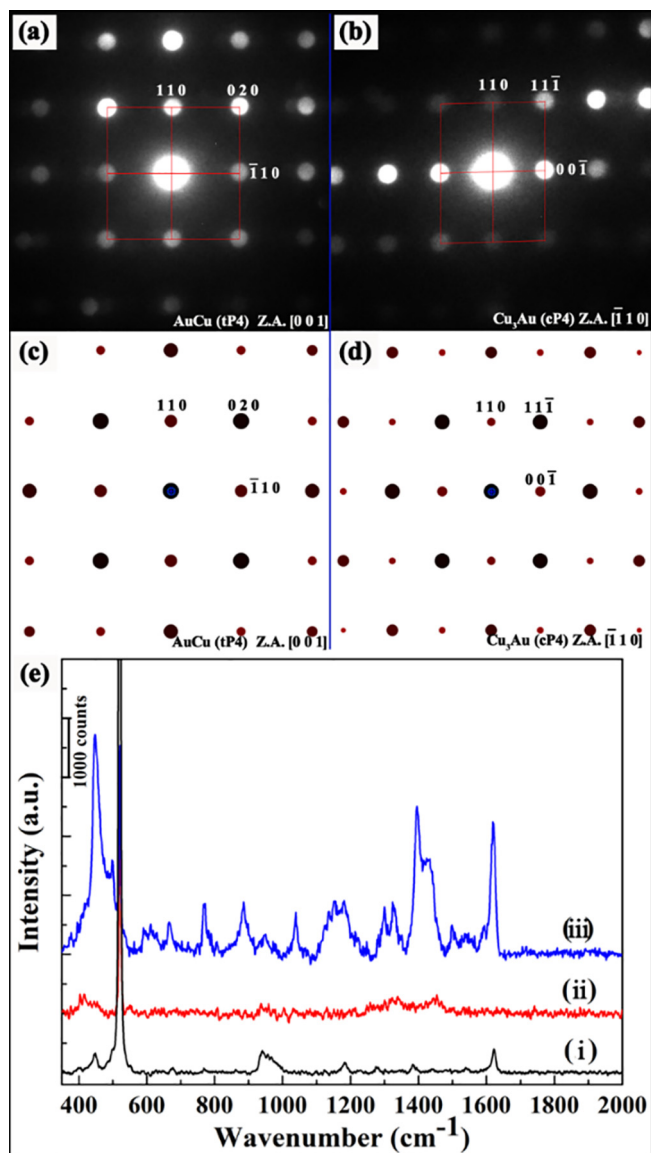 (a)
110
020
1̄10
AuCu (tP4) Z.A. [0 0 1]
(b)
110
111̄
001̄
Cu₃Au (cP4) Z.A. [1̄ 1 0]
(c)
110
020
1̄10
AuCu (tP4) Z.A. [0 0 1]
(d)
110
111̄
001̄
Cu₃Au (cP4) Z.A. [1̄ 1 0]
(e)
1000 counts
Intensity (a.u.)
(iii)
(ii)
(i)
400 600 800 1000 1200 1400 1600 1800 2000
Wavenumber (cm⁻¹)